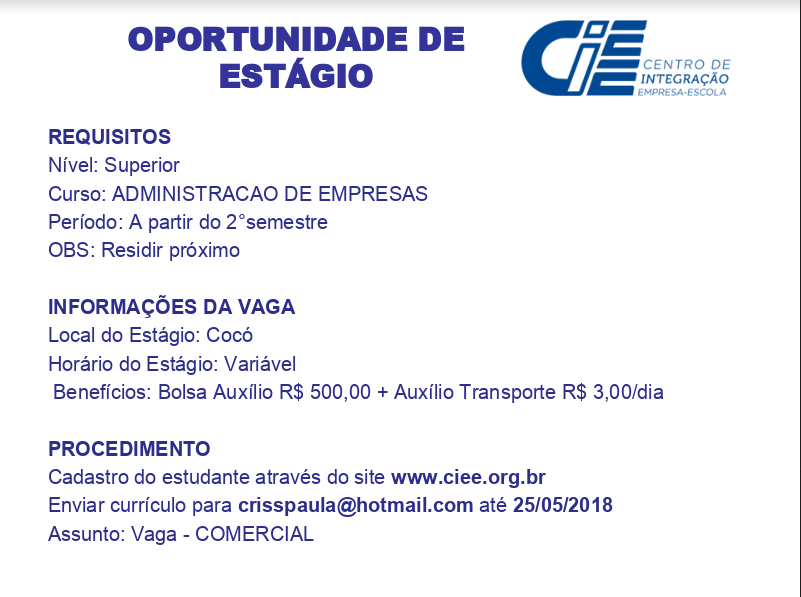 OPORTUNIDADE DE
ESTÁGIO
CIEE
CENTRO DE
INTEGRAÇÃO
EMPRESA-ESCOLA
REQUISITOS
Nível: Superior
Curso: ADMINISTRACAO DE EMPRESAS
Período: A partir do 2°semestre
OBS: Residir próximo
INFORMAÇÕES DA VAGA
Local do Estágio: Cocó
Horário do Estágio: Variável
Benefícios: Bolsa Auxílio R$ 500,00 + Auxílio Transporte R$ 3,00/dia
PROCEDIMENTO
Cadastro do estudante através do site www.ciee.org.br
Enviar currículo para crisspaula@hotmail.com até 25/05/2018
Assunto: Vaga - COMERCIAL